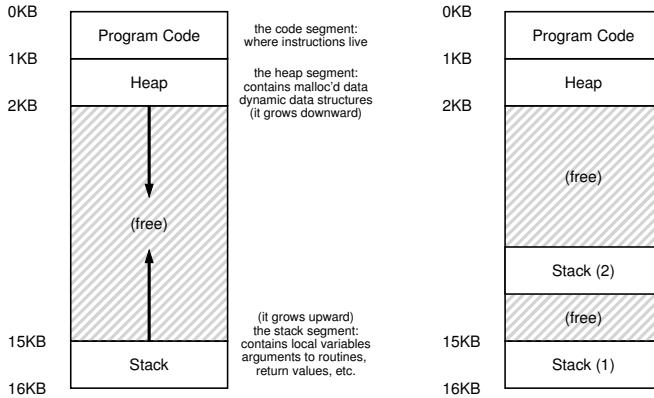 0KB
Program Code
the code segment:
where instructions live
1KB
Heap
the heap segment:
contains malloc'd data
dynamic data structures
(it grows downward)
2KB
(free)
(it grows upward)
the stack segment:
contains local variables
arguments to routines,
return values, etc.
15KB
Stack
16KB
0KB
Program Code
1KB
Heap
2KB
(free)
Stack (2)
(free)
15KB
Stack (1)
16KB